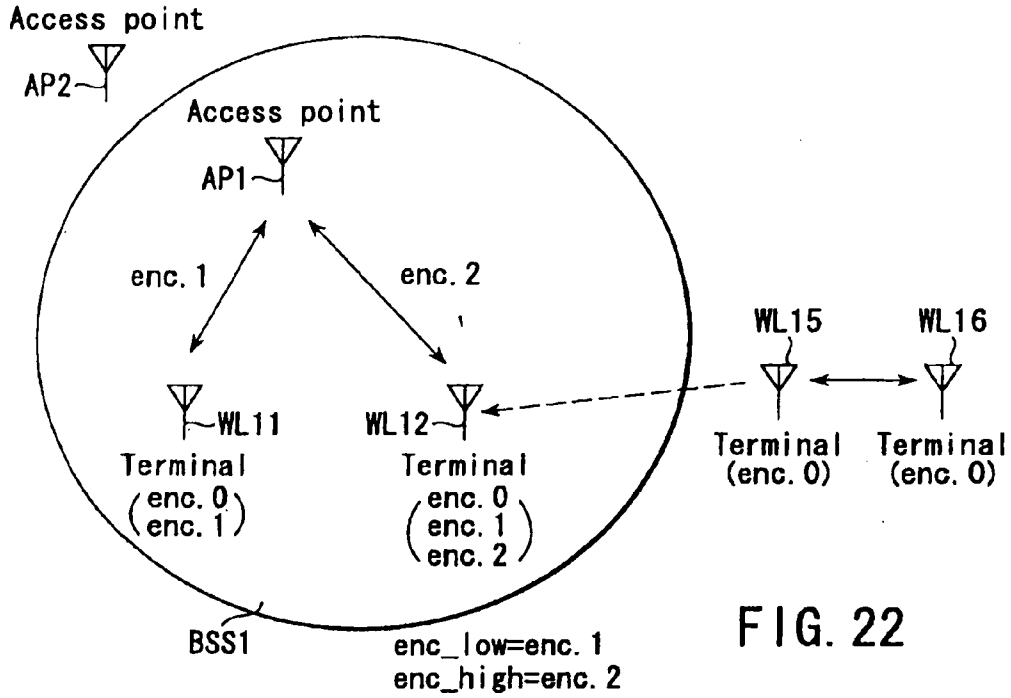 Access point
AP2
Access point
AP1
enc. 1
enc. 2
WL15
WL16
WL11
WL12
Terminal
(enc. 0)
Terminal
(enc. 0)
Terminal
(enc. 0
enc. 1)
Terminal
(enc. 0
enc. 1
enc. 2)
BSS1
enc_low=enc. 1
enc_high=enc. 2
FIG. 22